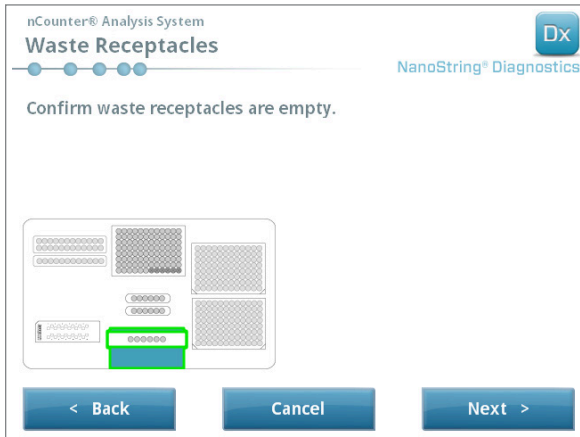 nCounter® Analysis System
Waste Receptacles
Dx
NanoString® Diagnostics
Confirm waste receptacles are empty.
< Back
Cancel
Next >